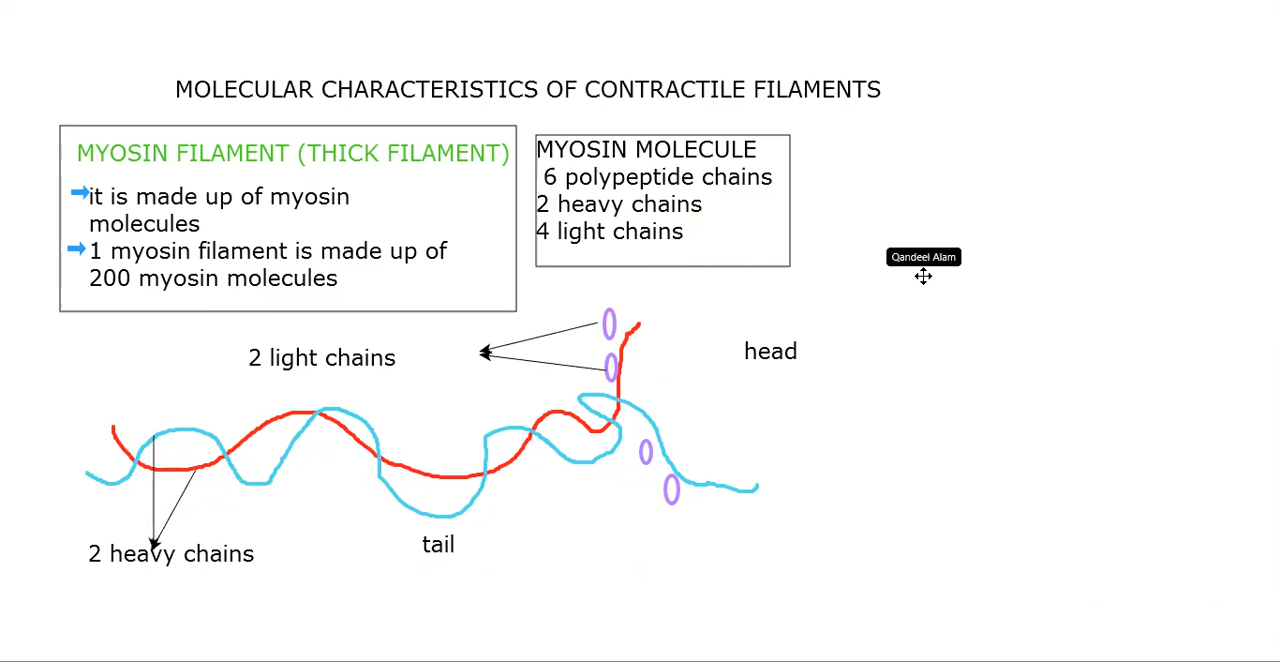 MOLECULAR CHARACTERISTICS OF CONTRACTILE FILAMENTS
MYOSIN FILAMENT (THICK FILAMENT)
it is made up of myosin
molecules
1 myosin filament is made up of
200 myosin molecules
MYOSIN MOLECULE
6 polypeptide chains
2 heavy chains
4 light chains
Qandeel Alam
2 light chains
head
2 heavy chains
tail